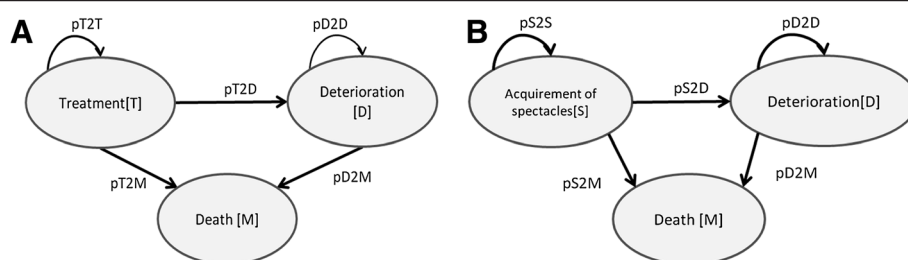 A
pT2T
pD2D
Treatment[T]
pT2D
Deterioration
[D]
pT2M
pD2M
Death [M]
B
pS2S
pD2D
Acquirement of
spectacles[S]
pS2D
Deterioration[D]
pS2M
pD2M
Death [M]